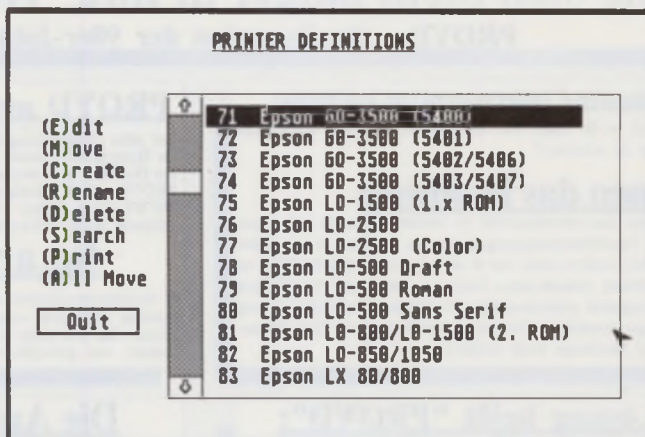 PRINTER DEFINITIONS
(E)dit
(M)ove
(C)reate
(R)ename
(D)elete
(S)earch
(P)rint
(A)ll Move
Quit
71 Epson GQ-3500 (5400)
72 Epson GQ-3500 (5401)
73 Epson GQ-3500 (5402/5406)
74 Epson GQ-3500 (5403/5407)
75 Epson LQ-1500 (1.x ROM)
76 Epson LQ-2500
77 Epson LQ-2500 (Color)
78 Epson LQ-500 Draft
79 Epson LQ-500 Roman
80 Epson LQ-500 Sans Serif
81 Epson LQ-800/LQ-1500 (2. ROM)
82 Epson LQ-850/1050
83 Epson LX 80/800